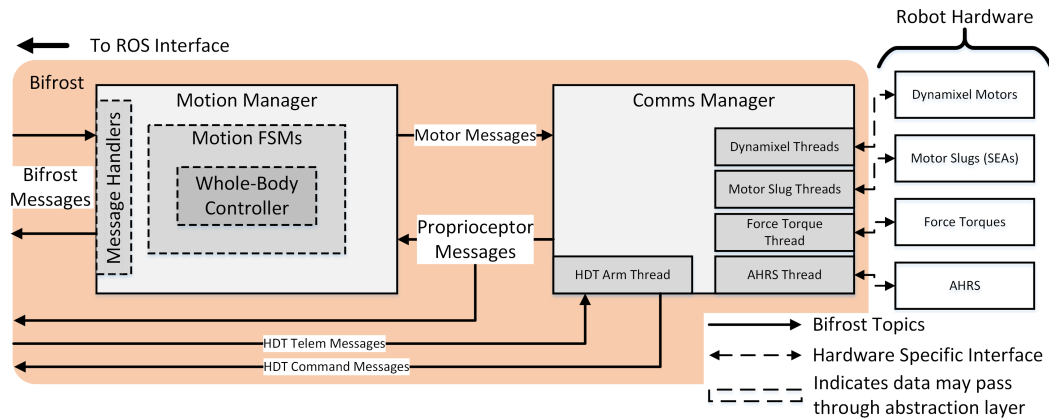 Robot Hardware
To ROS Interface
Bifrost
Motion Manager
Comms Manager
Dynamixel Motors
Message Handlers
Motion FSMs
Motor Messages
Dynamixel Threads
Whole-Body
Controller
Motor Slugs (SEAs)
Bifrost
Messages
Motor Slug Threads
Proprioceptor
Messages
Force Torque
Thread
Force Torques
HDT Arm Thread
AHRS Thread
AHRS
HDT Telem Messages
HDT Command Messages
Bifrost Topics
Hardware Specific Interface
Indicates data may pass
through abstraction layer